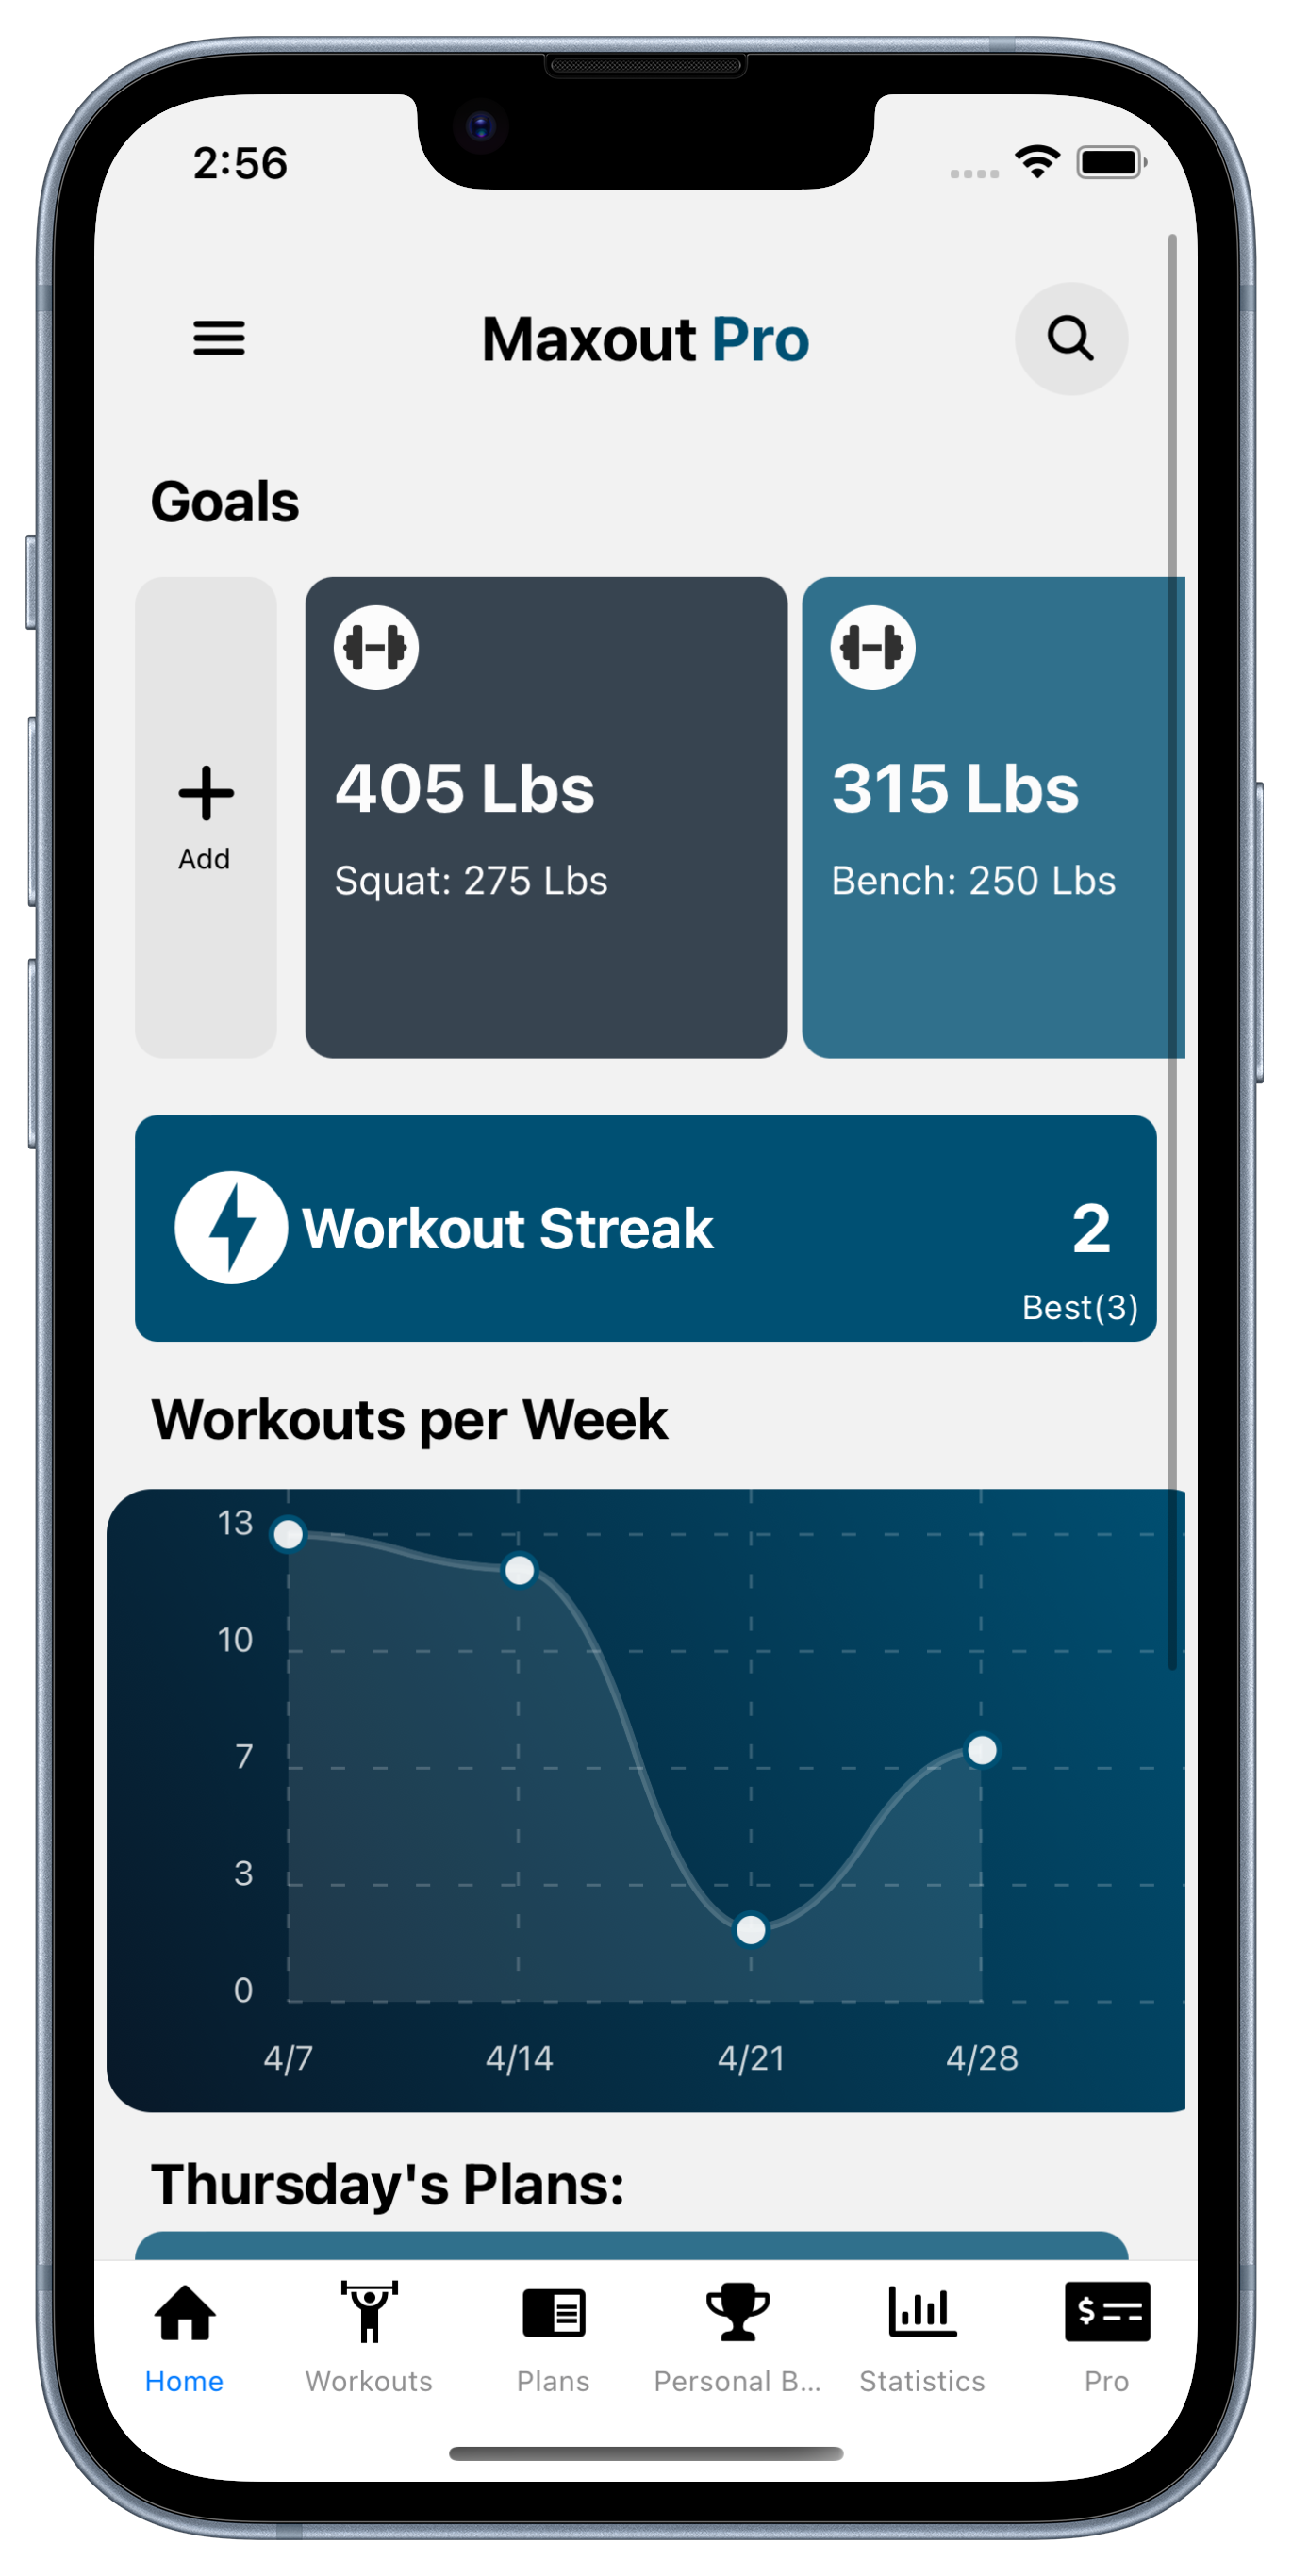 2:56
Maxout Pro
Goals
Add
405 Lbs
Squat: 275 Lbs
315 Lbs
Bench: 250 Lbs
Workout Streak
2
Best(3)
Workouts per Week
13
10
7
3
0
4/7 4/14 4/21 4/28
Thursday's Plans:
Home Workouts Plans Personal B... Statistics Pro